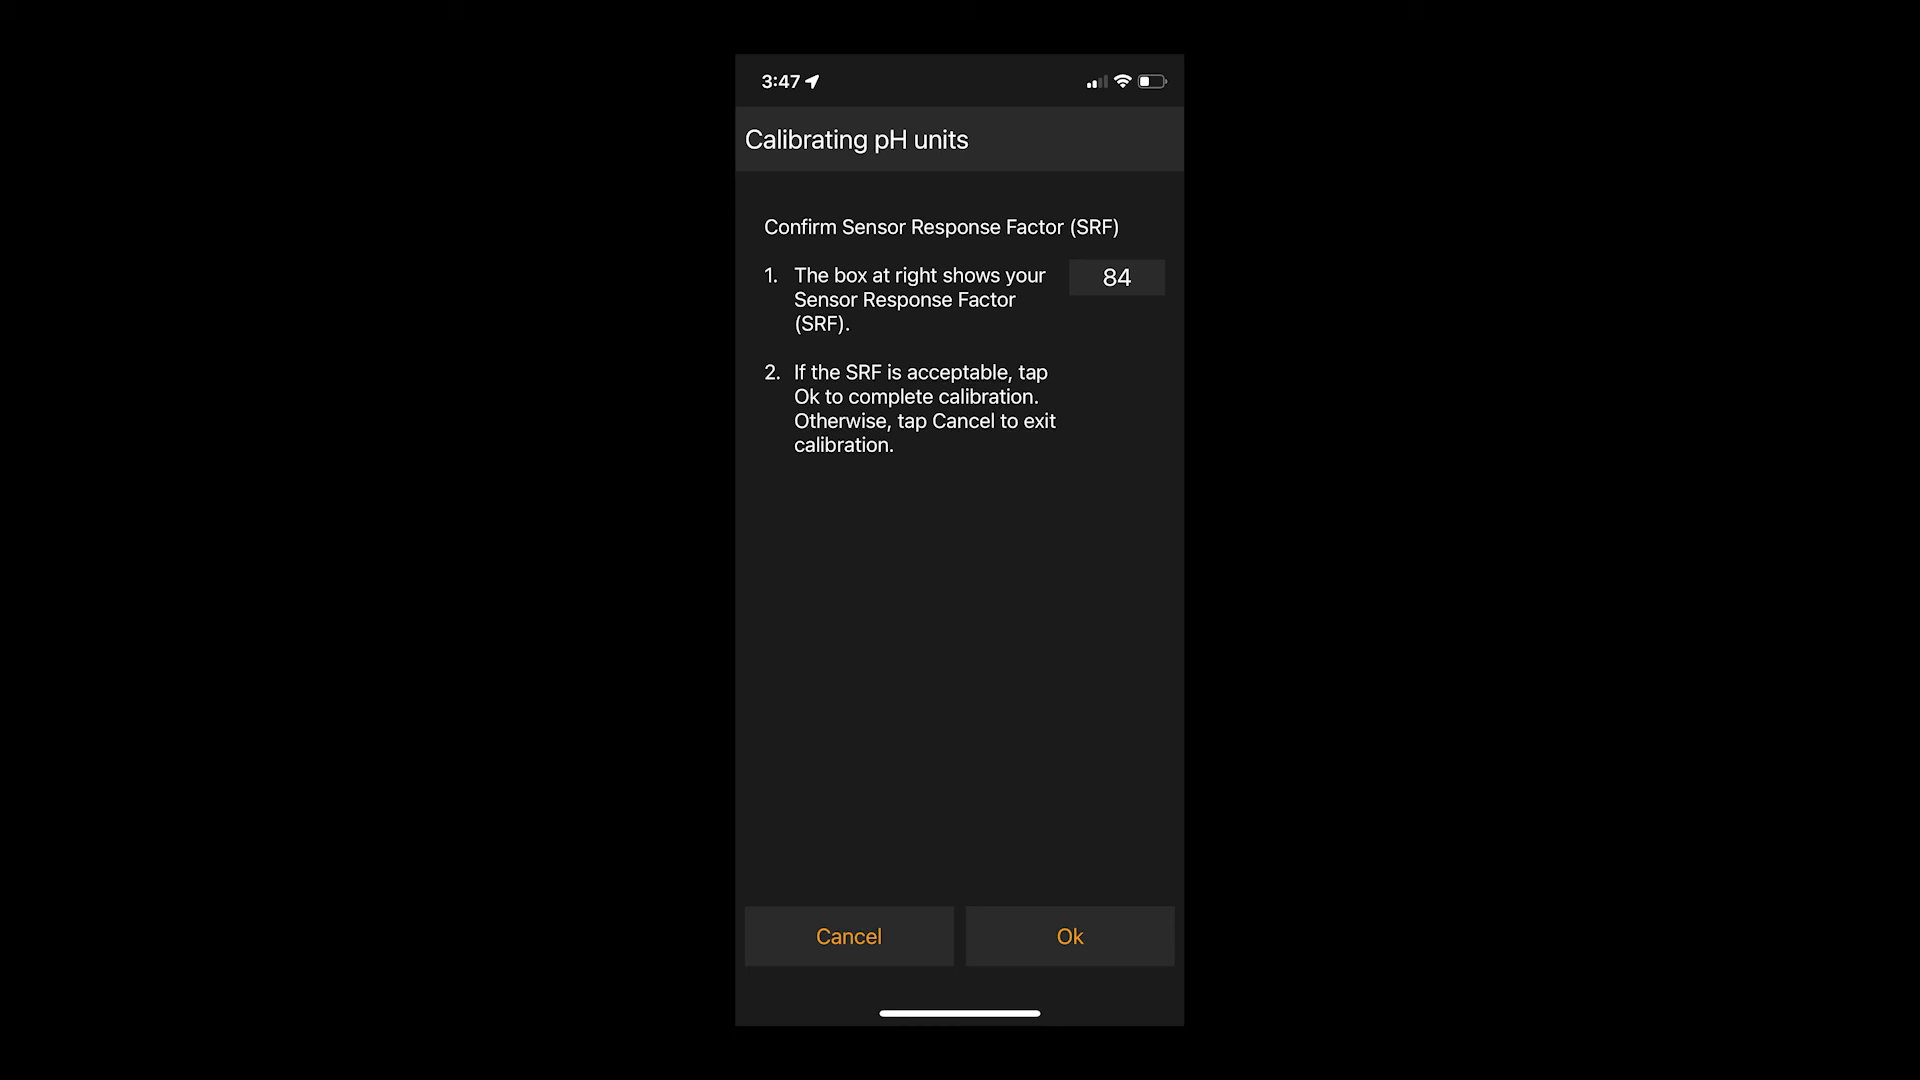 3:47
Calibrating pH units
Confirm Sensor Response Factor (SRF)
1. The box at right shows your
Sensor Response Factor
(SRF).
84
2. If the SRF is acceptable, tap
Ok to complete calibration.
Otherwise, tap Cancel to exit
calibration.
Cancel
Ok